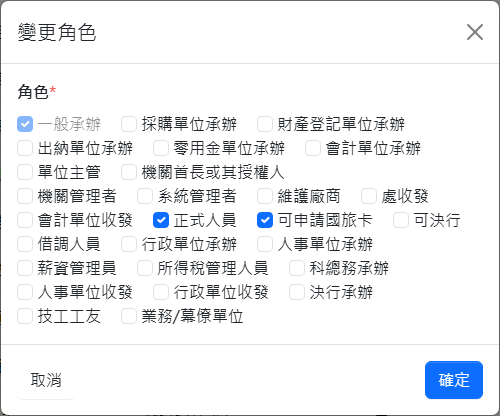 變更角色
角色*
一般承辦 採購單位承辦 財產登記單位承辦
出納單位承辦 零用金單位承辦 會計單位承辦
單位主管 機關首長或其授權人
機關管理者 系統管理者 維護廠商 處收發
會計單位收發 正式人員 可申請國旅卡 可決行
借調人員 行政單位承辦 人事單位承辦
薪資管理員 所得稅管理人員 科總務承辦
人事單位收發 行政單位收發 決行承辦
技工工友 業務/幕僚單位
取消 確定